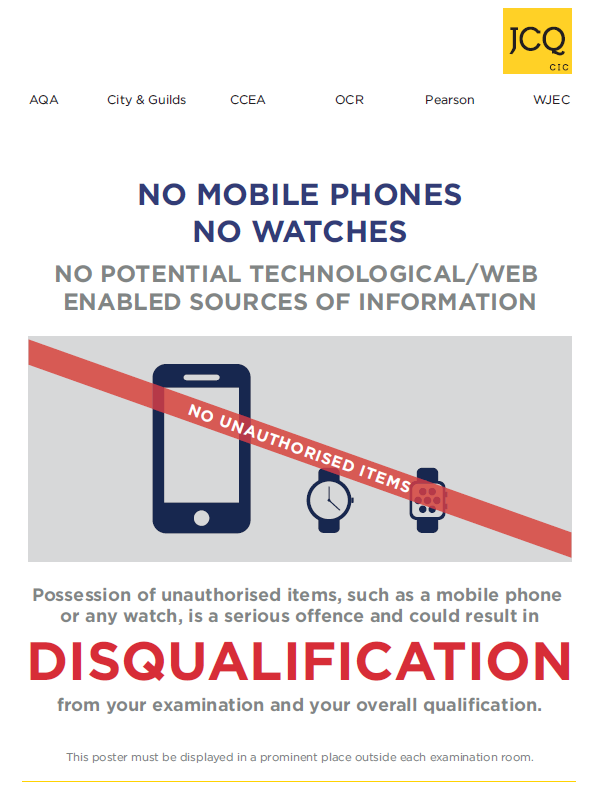 JCQ
CIC
AQA City & Guilds CCEA OCR Pearson WJEC
NO MOBILE PHONES
NO WATCHES
NO POTENTIAL TECHNOLOGICAL/WEB
ENABLED SOURCES OF INFORMATION
NO UNAUTHORISED ITEMS
Possession of unauthorised items, such as a mobile phone
or any watch, is a serious offence and could result in
DISQUALIFICATION
from your examination and your overall qualification.
This poster must be displayed in a prominent place outside each examination room.